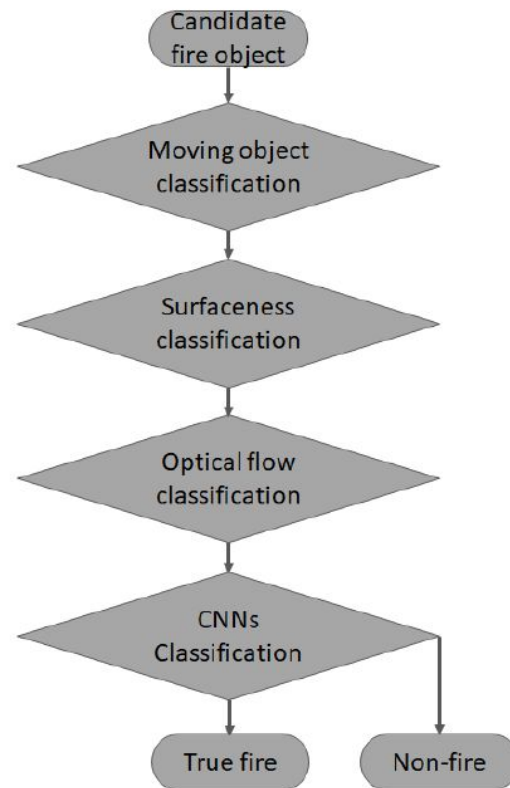 Candidate
fire object
Moving object
classification
Surfaceness
classification
Optical flow
classification
CNNs
Classification
True fire
Non-fire